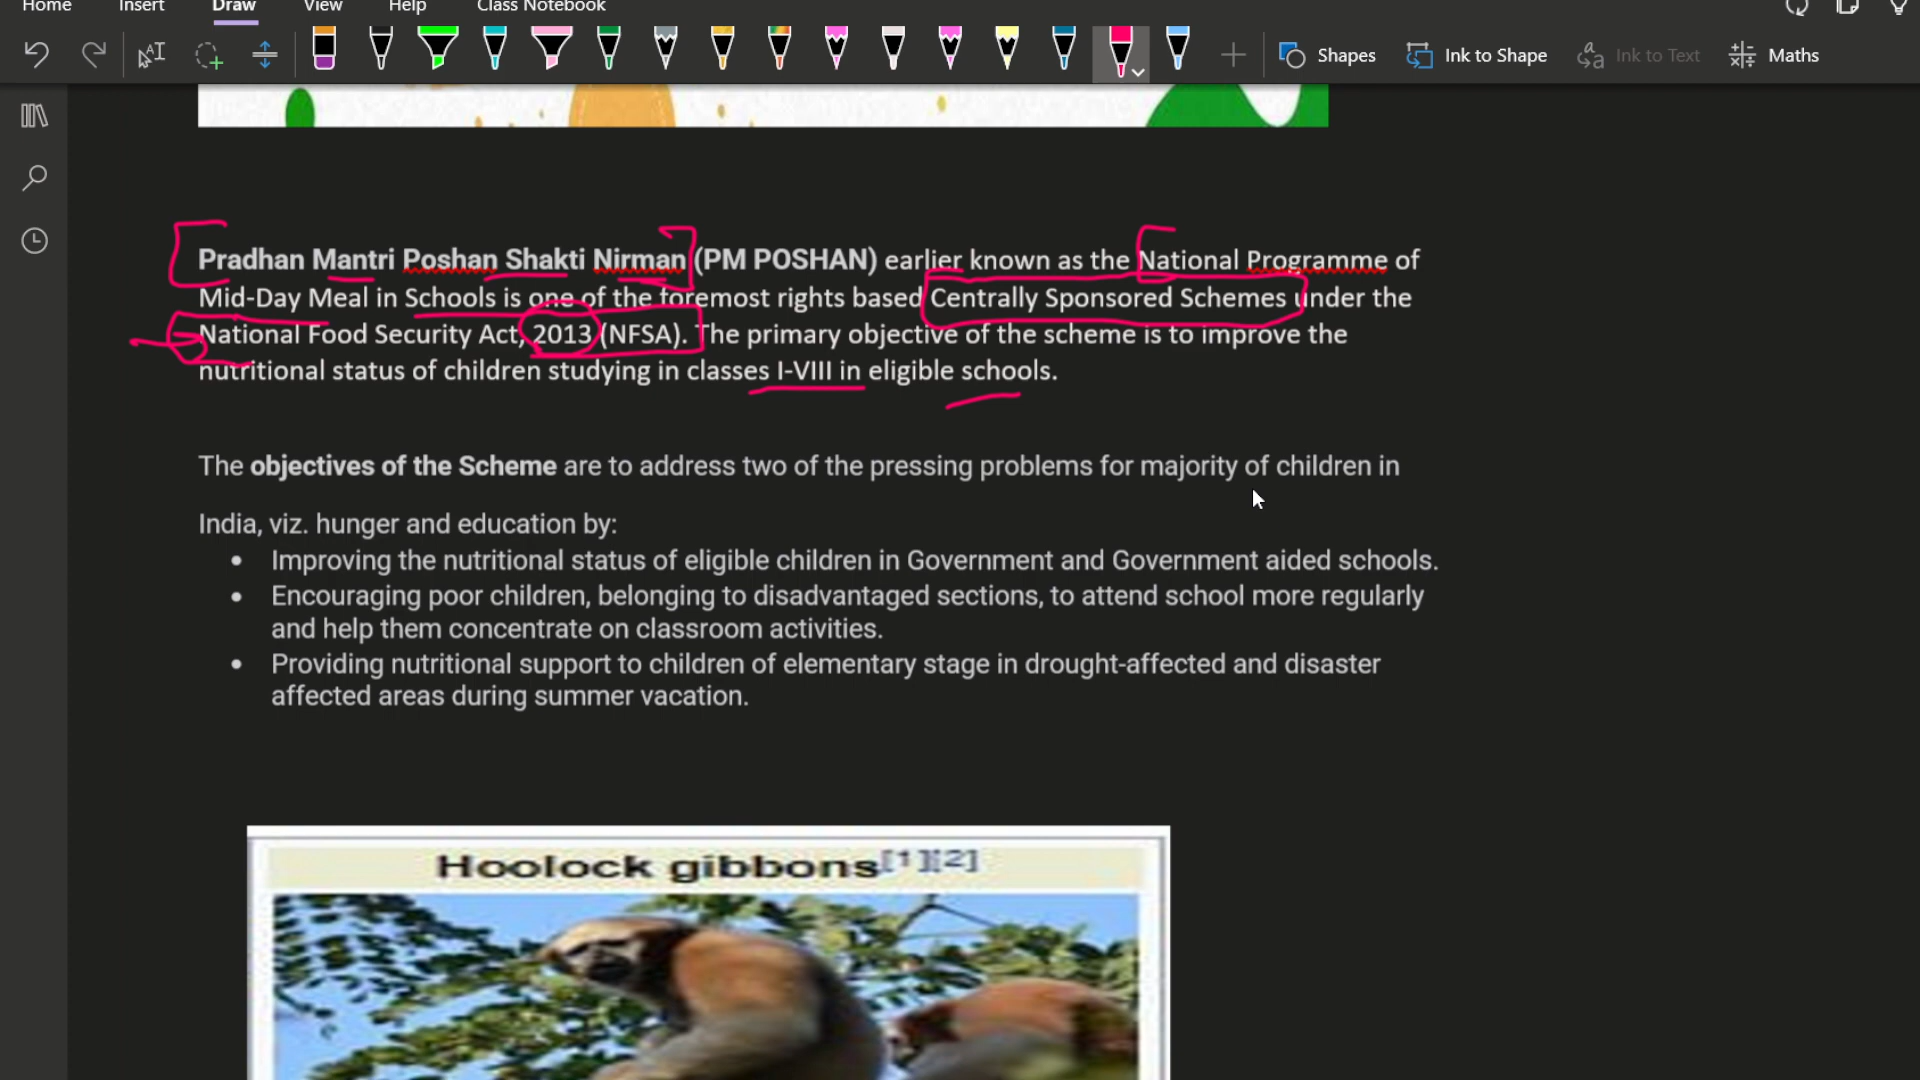 Home Insert Draw View Help Class Notebook
Shapes Ink to Shape Ink to Text Maths
Pradhan Mantri Poshan Shakti Nirman (PM POSHAN) earlier known as the National Programme of
Mid-Day Meal in Schools is one of the foremost rights based Centrally Sponsored Schemes under the
National Food Security Act, 2013 (NFSA). The primary objective of the scheme is to improve the
nutritional status of children studying in classes I-VIII in eligible schools.
The objectives of the Scheme are to address two of the pressing problems for majority of children in
India, viz. hunger and education by:
• Improving the nutritional status of eligible children in Government and Government aided schools.
• Encouraging poor children, belonging to disadvantaged sections, to attend school more regularly
and help them concentrate on classroom activities.
• Providing nutritional support to children of elementary stage in drought-affected and disaster
affected areas during summer vacation.
Hoolock gibbons[1][2]